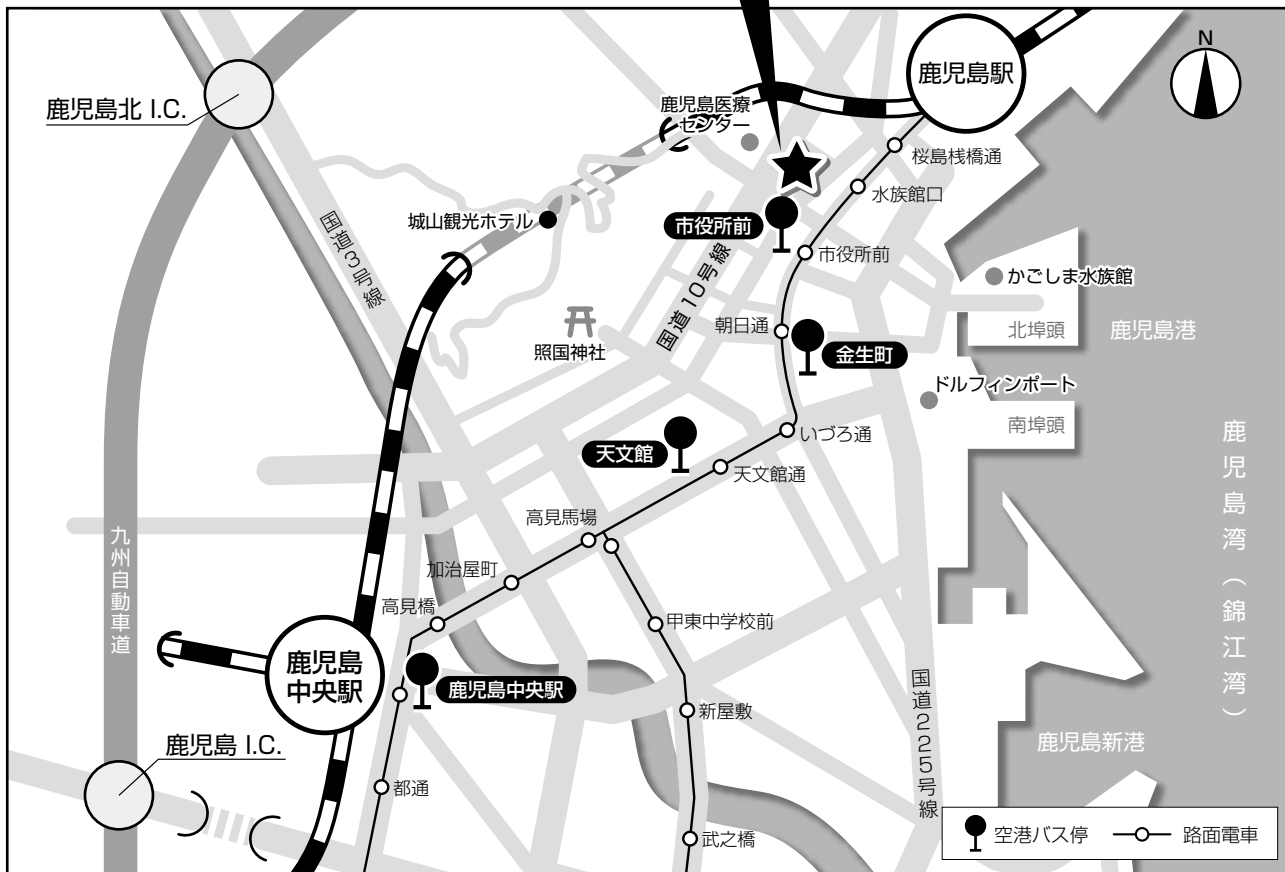 N
鹿児島駅
鹿児島北 I.C.
鹿児島医療
センター
桜島桟橋通
水族館口
城山観光ホテル
市役所前
市役所前
国道3号線
国道10号線
かごしま水族館
朝日通
北埠頭
鹿児島港
照国神社
金生町
ドルフィンポート
南埠頭
いづろ通
天文館
天文館通
鹿児島湾（錦江湾）
高見馬場
九州自動車道
加治屋町
高見橋
甲東中学校前
鹿児島
中央駅
鹿児島中央駅
新屋敷
国道225号線
鹿児島 I.C.
鹿児島新港
都通
武之橋
空港バス停
路面電車